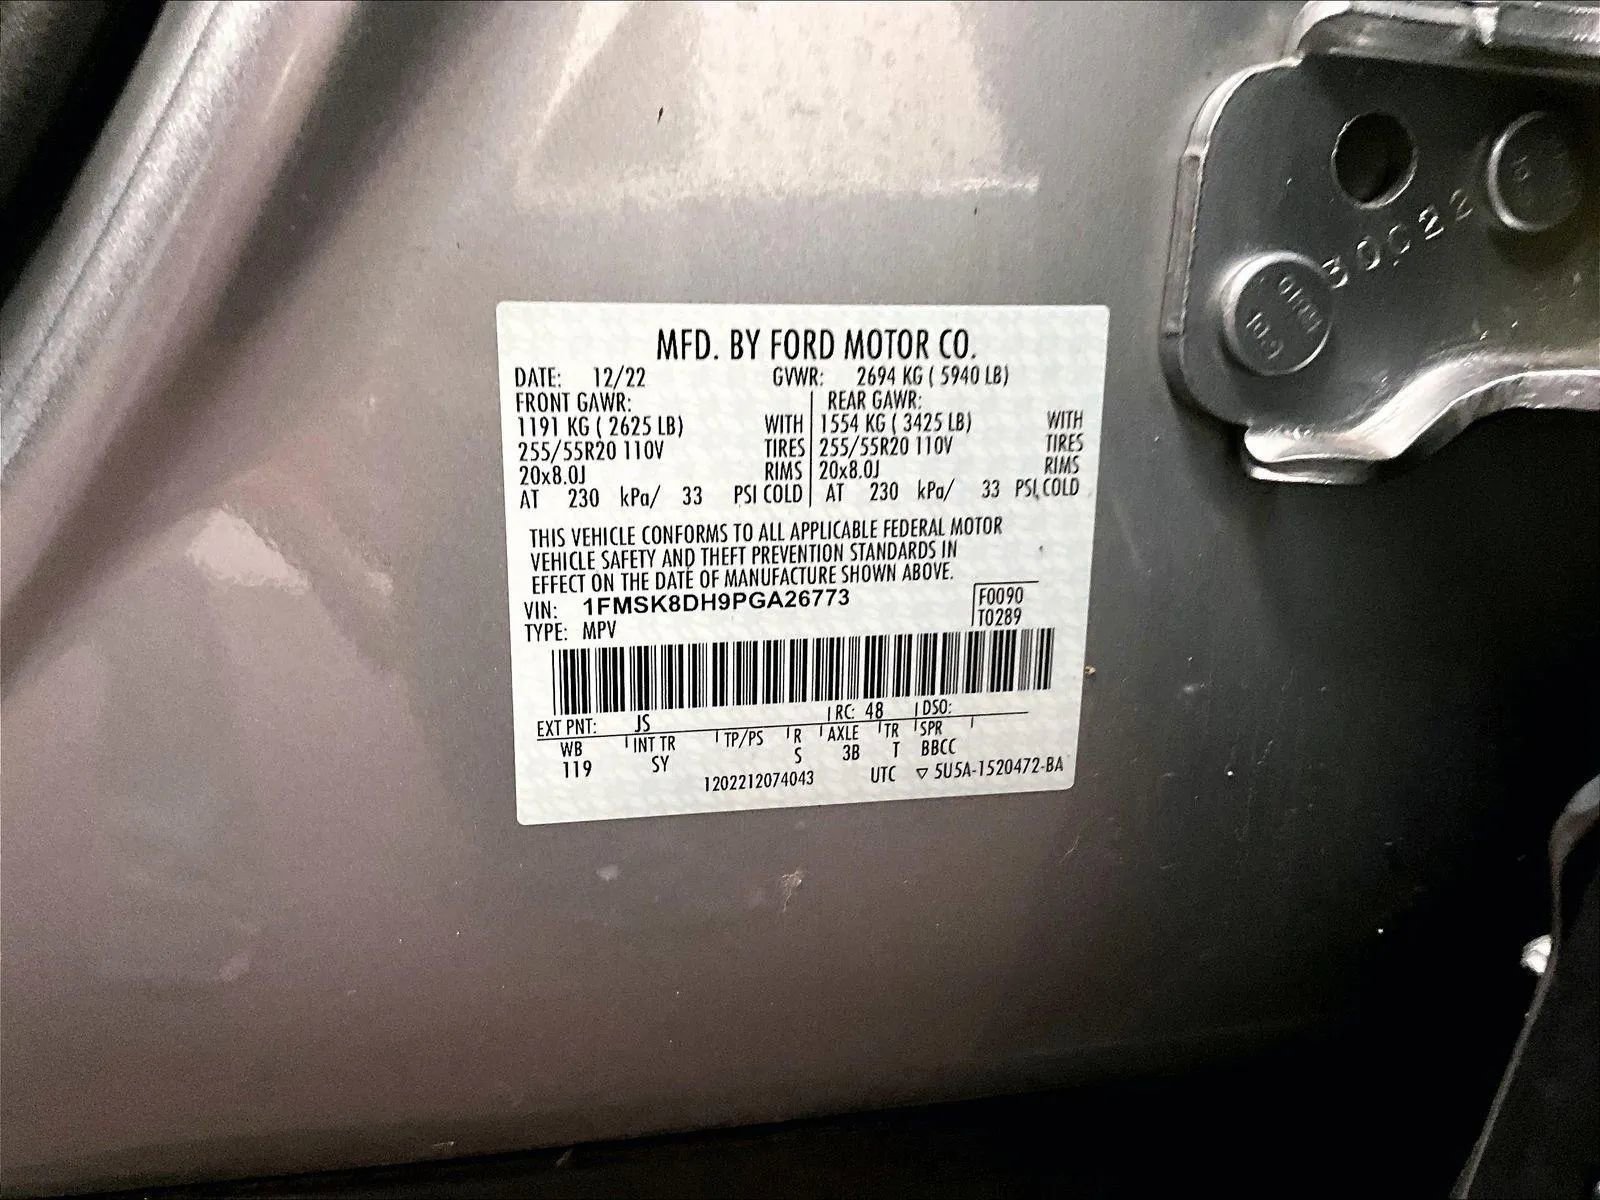 MFD. BY FORD MOTOR CO.
DATE: 12/22 GVWR: 2694 KG ( 5940 LB)
FRONT GAWR: REAR GAWR:
1191 KG ( 2625 LB) WITH 1554 KG ( 3425 LB) WITH
255/55R20 110V TIRES 255/55R20 110V TIRES
20x8.0J RIMS 20x8.0J RIMS
AT 230 kPa/ 33 PSI COLD AT 230 kPa/ 33 PSI COLD
THIS VEHICLE CONFORMS TO ALL APPLICABLE FEDERAL MOTOR
VEHICLE SAFETY AND THEFT PREVENTION STANDARDS IN
EFFECT ON THE DATE OF MANUFACTURE SHOWN ABOVE.
VIN: 1FMSK8DH9PGA26773 F0090
TYPE: MPV T0289
EXT PNT: JS RC: 48 DSO:
WB INT TR TP/PS R AXLE TR SPR
119 SY S 3B T BBCC
1202212074043 UTC ▽ 5U5A-1520472-BA
30022